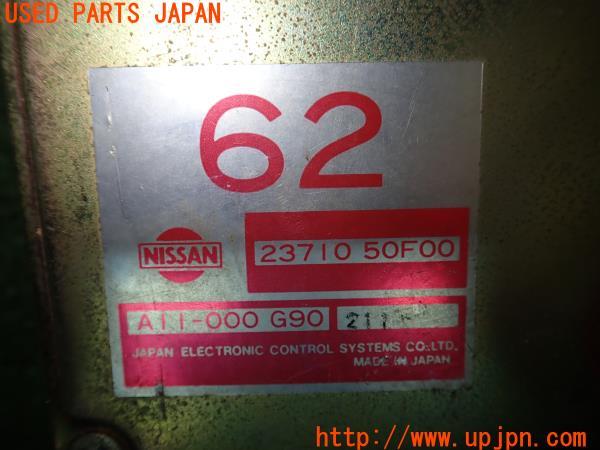 USED PARTS JAPAN
62
NISSAN
23710 50F00
A11-000 G90 211
JAPAN ELECTRONIC CONTROL SYSTEMS CO.,LTD.
MADE IN JAPAN
http://www.upjpn.com